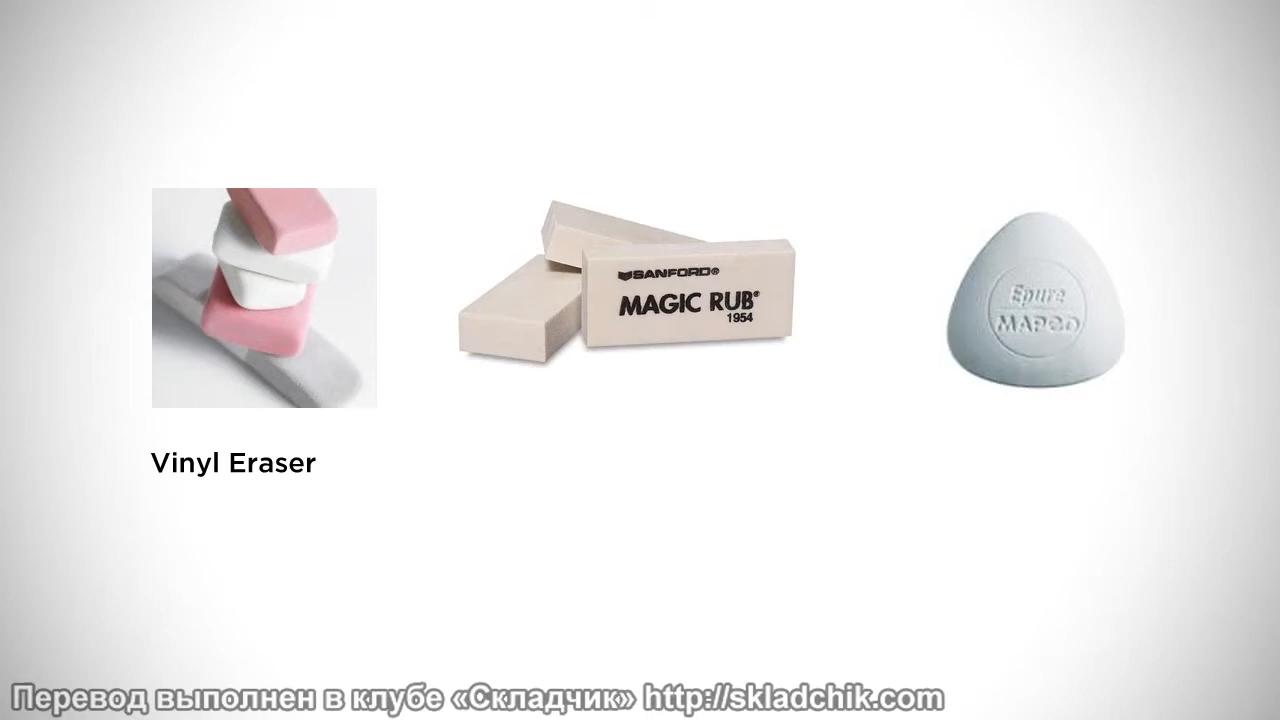 SANFORD®
MAGIC RUB®
1954
Epure
MAPED
Vinyl Eraser
Перевод выполнен в клубе «Складчик» http://skladchik.com